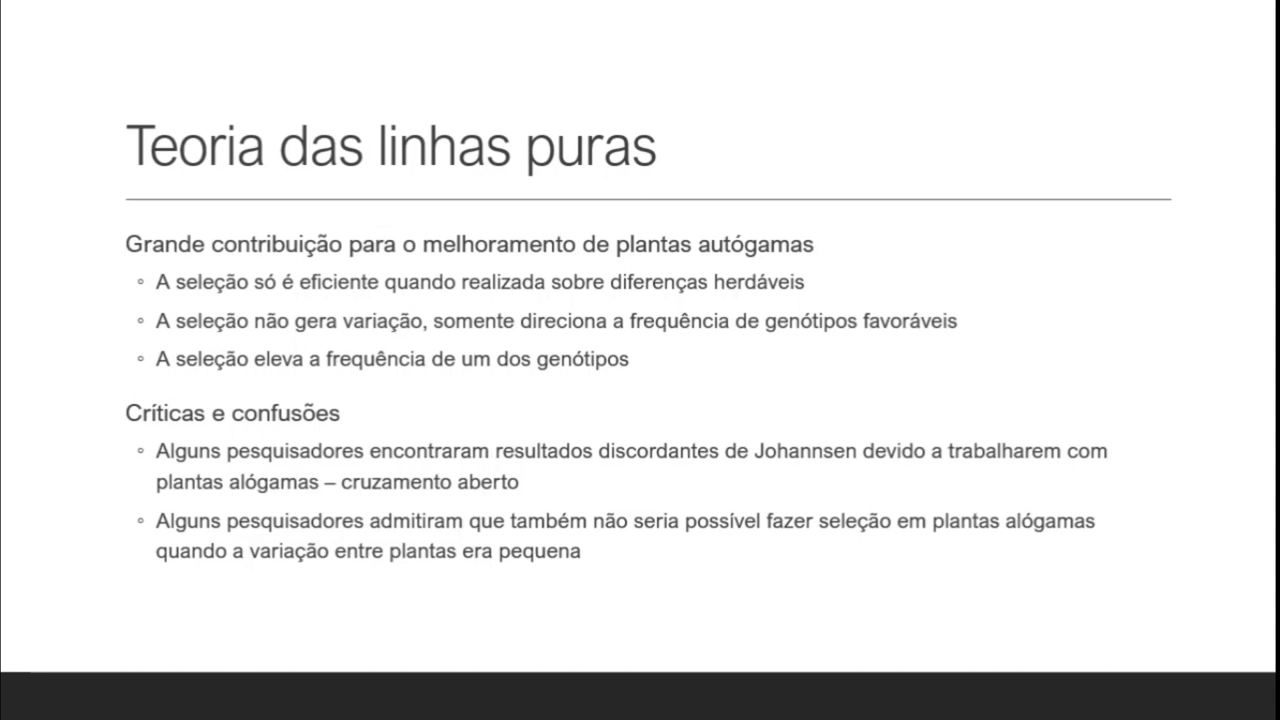 Teoria das linhas puras
Grande contribuição para o melhoramento de plantas autógamas
◦ A seleção só é eficiente quando realizada sobre diferenças herdáveis
◦ A seleção não gera variação, somente direciona a frequência de genótipos favoráveis
◦ A seleção eleva a frequência de um dos genótipos
Críticas e confusões
◦ Alguns pesquisadores encontraram resultados discordantes de Johannsen devido a trabalharem com
plantas alógamas – cruzamento aberto
◦ Alguns pesquisadores admitiram que também não seria possível fazer seleção em plantas alógamas
quando a variação entre plantas era pequena